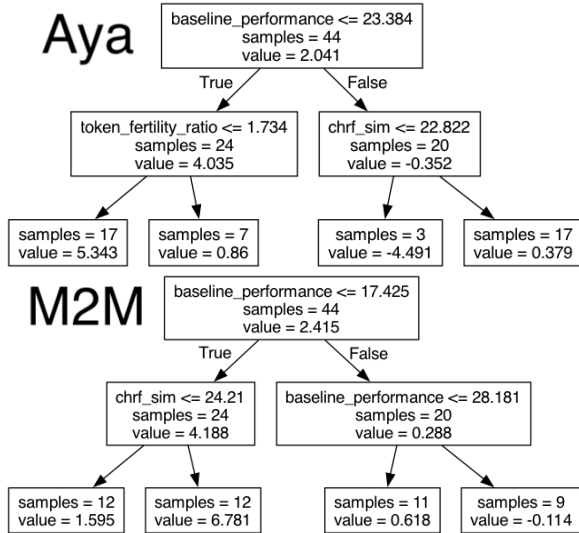 Aya
baseline_performance <= 23.384
samples = 44
value = 2.041
True
False
token_fertility_ratio <= 1.734
samples = 24
value = 4.035
chrf_sim <= 22.822
samples = 20
value = -0.352
samples = 17
value = 5.343
samples = 7
value = 0.86
samples = 3
value = -4.491
samples = 17
value = 0.379
M2M
baseline_performance <= 17.425
samples = 44
value = 2.415
True
False
chrf_sim <= 24.21
samples = 24
value = 4.188
baseline_performance <= 28.181
samples = 20
value = 0.288
samples = 12
value = 1.595
samples = 12
value = 6.781
samples = 11
value = 0.618
samples = 9
value = -0.114